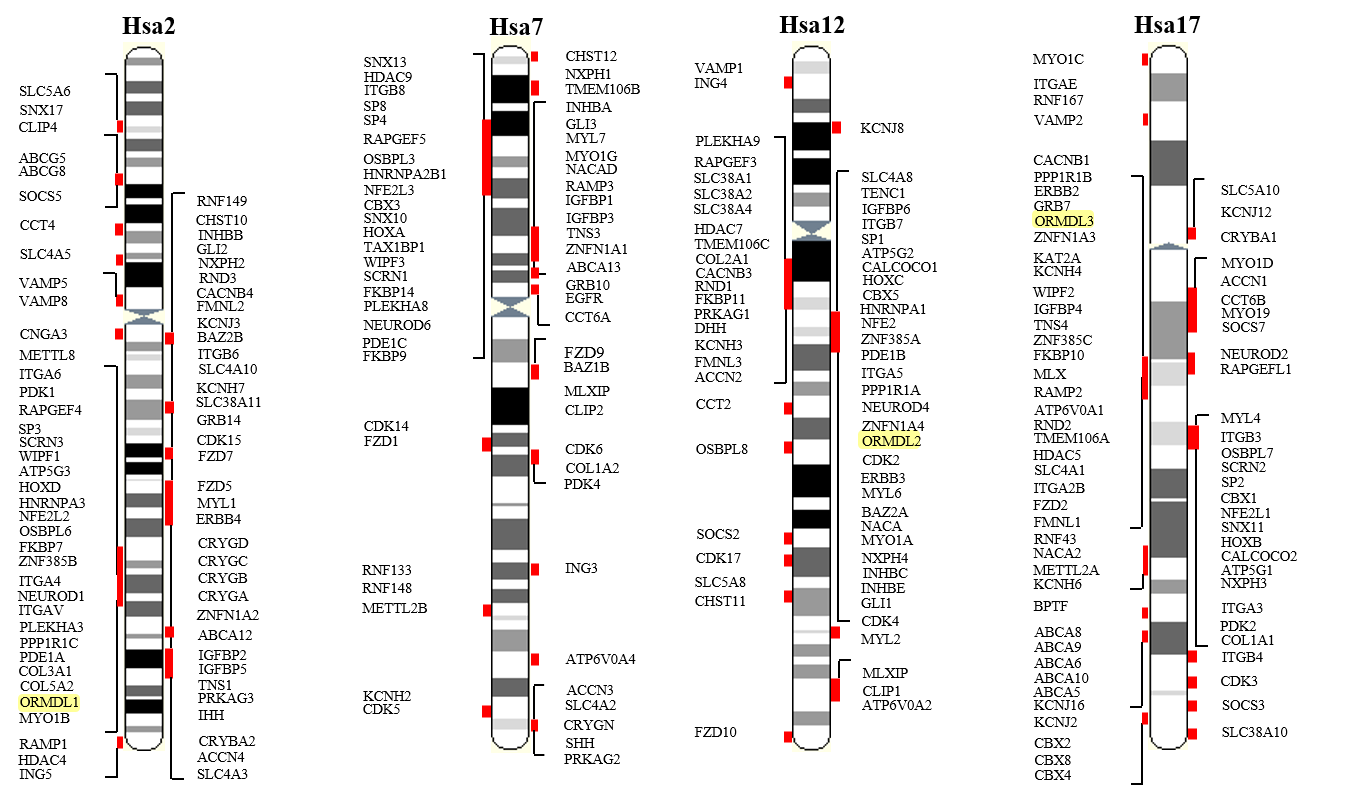 Hsa2
SLC5A6
SNX17
CLIP4
ABCG5
ABCG8
SOCS5
CCT4
SLC4A5
VAMP5
VAMP8
CNGA3
METTL8
ITGA6
PDK1
RAPGEF4
SP3
SCRN3
WIPF1
ATP5G3
HOXD
HNRNPA3
NFE2L2
OSBPL6
FKBP7
ZNF385B
ITGA4
NEUROD1
ITGAV
PLEKHA3
PPP1R1C
PDE1A
COL3A1
COL5A2
ORMDL1
MYO1B
RAMP1
HDAC4
ING5
RNF149
CHST10
INHBB
GLI2
NXPH2
RND3
CACNB4
FMNL2
KCNJ3
BAZ2B
ITGB6
SLC4A10
KCNH7
SLC38A11
GRB14
CDK15
FZD7
FZD5
MYL1
ERBB4
CRYGD
CRYGC
CRYGB
CRYGA
ZNFN1A2
ABCA12
IGFBP2
IGFBP5
TNS1
PRKAG3
IHH
CRYBA2
ACCN4
SLC4A3
Hsa7
SNX13
HDAC9
ITGB8
SP8
SP4
RAPGEF5
OSBPL3
HNRNPA2B1
NFE2L3
CBX3
SNX10
HOXA
TAX1BP1
WIPF3
SCRN1
FKBP14
PLEKHA8
NEUROD6
PDE1C
FKBP9
CDK14
FZD1
RNF133
RNF148
METTL2B
KCNH2
CDK5
CHST12
NXPH1
TMEM106B
INHBA
GLI3
MYL7
MYO1G
NACAD
RAMP3
IGFBP1
IGFBP3
TNS3
ZNFN1A1
ABCA13
GRB10
EGFR
CCT6A
FZD9
BAZ1B
MLXIP
CLIP2
CDK6
COL1A2
PDK4
ING3
ATP6V0A4
ACCN3
SLC4A2
CRYGN
SHH
PRKAG2
Hsa12
VAMP1
ING4
PLEKHA9
RAPGEF3
SLC38A1
SLC38A2
SLC38A4
HDAC7
TMEM106C
COL2A1
CACNB3
RND1
FKBP11
PRKAG1
DHH
KCNH3
FMNL3
ACCN2
CCT2
OSBPL8
SOCS2
CDK17
SLC5A8
CHST11
FZD10
KCNJ8
SLC4A8
TENC1
IGFBP6
ITGB7
SP1
ATP5G2
CALCOCO1
HOXC
CBX5
HNRNPA1
NFE2
ZNF385A
PDE1B
ITGA5
PPP1R1A
NEUROD4
ZNFN1A4
ORMDL2
CDK2
ERBB3
MYL6
BAZ2A
NACA
MYO1A
NXPH4
INHBC
INHBE
GLI1
CDK4
MYL2
MLXIP
CLIP1
ATP6V0A2
Hsa17
MYO1C
ITGAE
RNF167
VAMP2
CACNB1
PPP1R1B
ERBB2
GRB7
ORMDL3
ZNFN1A3
KAT2A
KCNH4
WIPF2
IGFBP4
TNS4
ZNF385C
FKBP10
MLX
RAMP2
ATP6V0A1
RND2
TMEM106A
HDAC5
SLC4A1
ITGA2B
FZD2
FMNL1
RNF43
NACA2
METTL2A
KCNH6
BPTF
ABCA8
ABCA9
ABCA6
ABCA10
ABCA5
KCNJ16
KCNJ2
CBX2
CBX8
CBX4
SLC5A10
KCNJ12
CRYBA1
MYO1D
ACCN1
CCT6B
MYO19
SOCS7
NEUROD2
RAPGEFL1
MYL4
ITGB3
OSBPL7
SCRN2
SP2
CBX1
NFE2L1
SNX11
HOXB
CALCOCO2
ATP5G1
NXPH3
ITGA3
PDK2
COL1A1
ITGB4
CDK3
SOCS3
SLC38A10